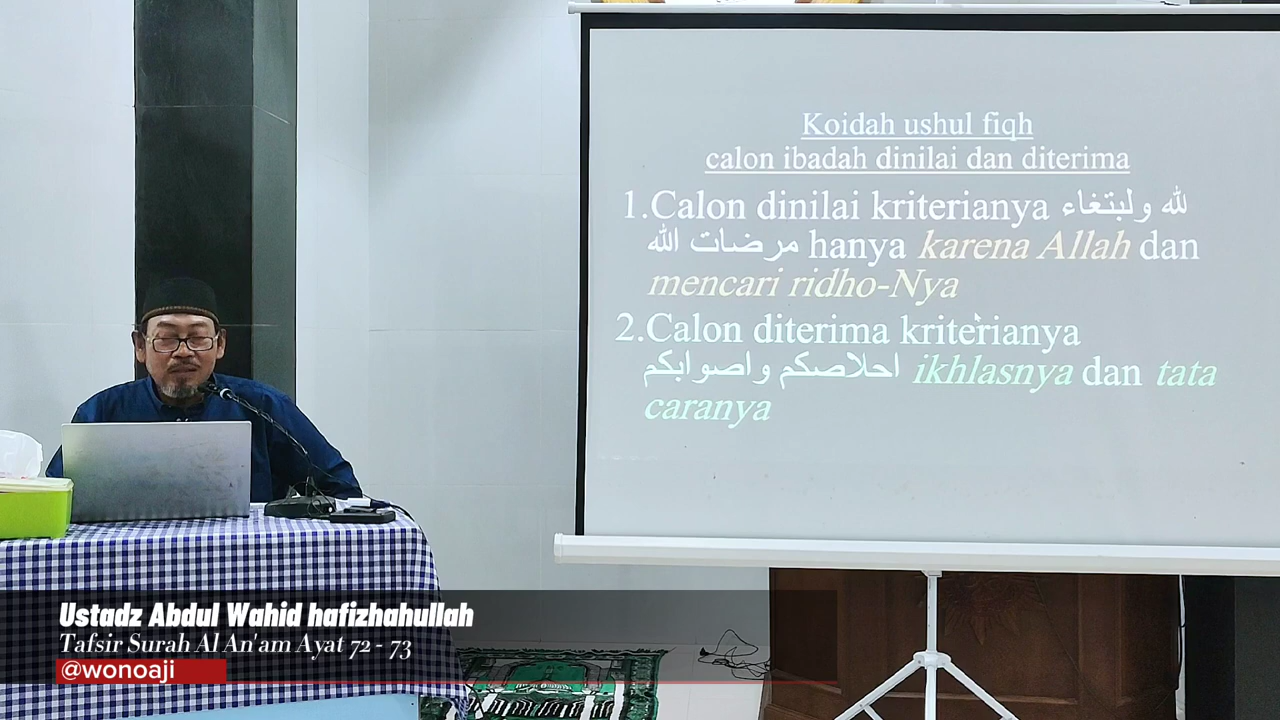 Koidah ushul fiqh
calon ibadah dinilai dan diterima
1.Calon dinilai kriterianya لله ولبتغاء
مرضات الله hanya karena Allah dan
mencari ridho-Nya
2.Calon diterima kriterianya
احلاصكم واصوابكم ikhlasnya dan tata
caranya
Ustadz Abdul Wahid hafizhahullah
Tafsir Surah Al An'am Ayat 72 - 73
@wonoaji